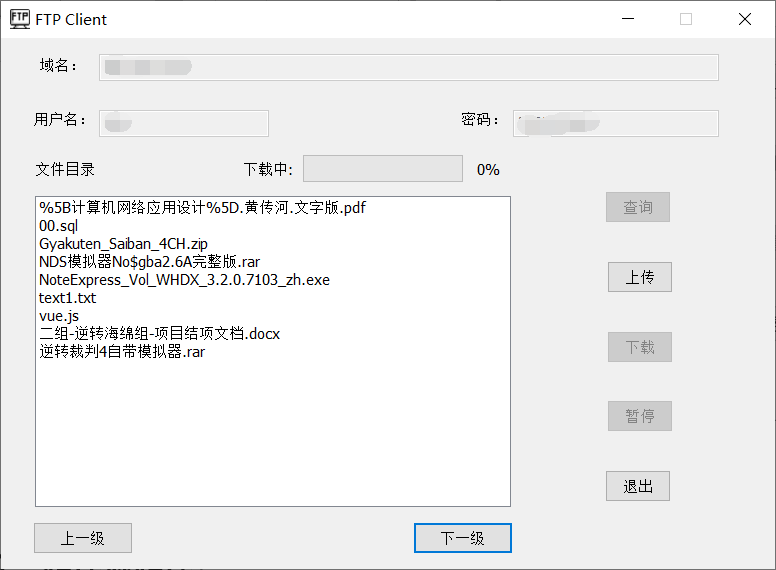 FTP FTP Client
域名：
用户名： 密码：
文件目录 下载中: 0%
%5B计算机网络应用设计%5D.黄传河.文字版.pdf
00.sql
Gyakuten_Saiban_4CH.zip
NDS模拟器No$gba2.6A完整版.rar
NoteExpress_Vol_WHDX_3.2.0.7103_zh.exe
text1.txt
vue.js
二组-逆转海绵组-项目结项文档.docx
逆转裁判4自带模拟器.rar
查询
上传
下载
暂停
退出
上一级 下一级